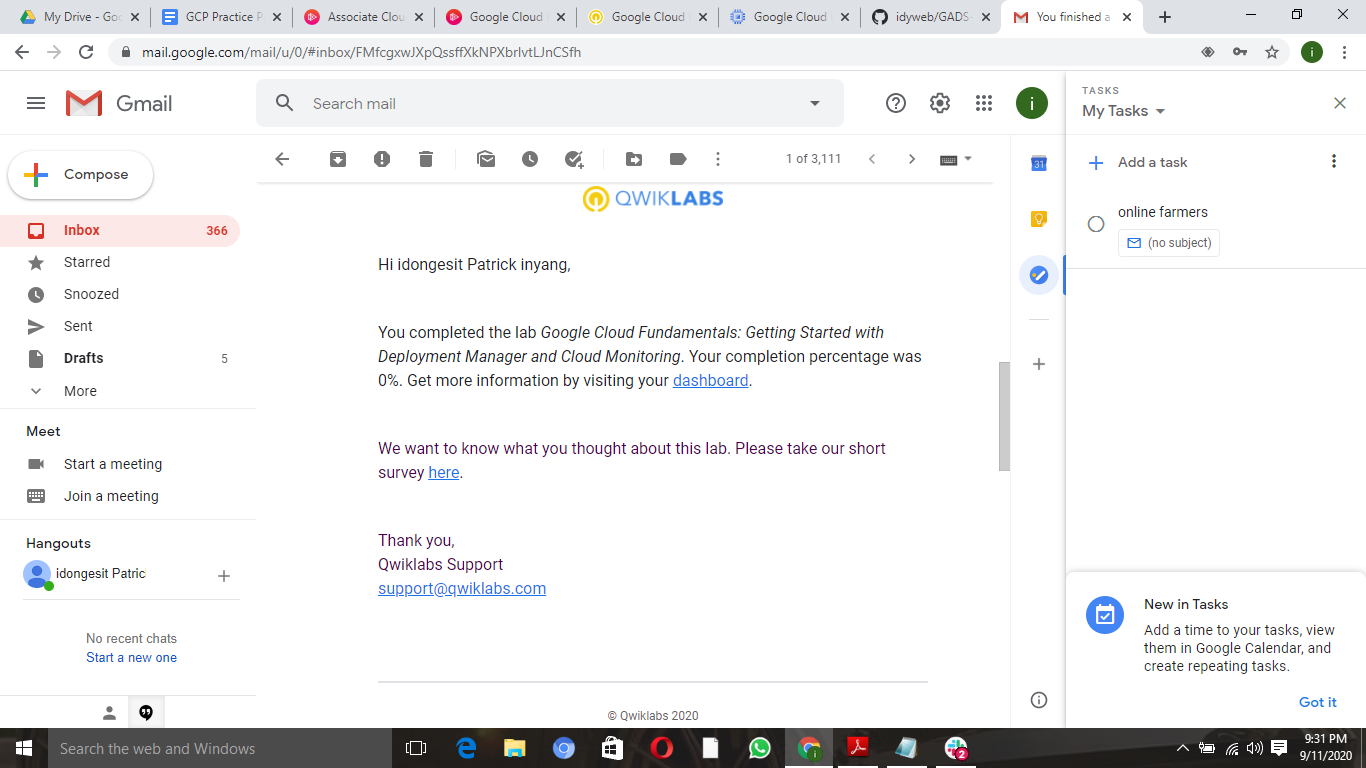 My Drive - Goo
GCP Practice P
Associate Clou
Google Cloud
Google Cloud
Google Cloud
idyweb/GADS-
You finished a
mail.google.com/mail/u/0/#inbox/FMfcgxwJXpQssffXkNPXbrlvtLJnCSfh
i
Gmail
Search mail
i
TASKS
My Tasks
Compose
1 of 3,111
31
Add a task
QWIKLABS
online farmers
(no subject)
Inbox 366
Starred
Snoozed
Sent
Drafts 5
More
Hi idongesit Patrick inyang,
You completed the lab Google Cloud Fundamentals: Getting Started with
Deployment Manager and Cloud Monitoring. Your completion percentage was
0%. Get more information by visiting your dashboard.
Meet
Start a meeting
Join a meeting
We want to know what you thought about this lab. Please take our short
survey here.
Hangouts
idongesit Patric
Thank you,
Qwiklabs Support
support@qwiklabs.com
No recent chats
Start a new one
New in Tasks
Add a time to your tasks, view
them in Google Calendar, and
create repeating tasks.
Got it
© Qwiklabs 2020
Search the web and Windows
i
2
9:31 PM
9/11/2020